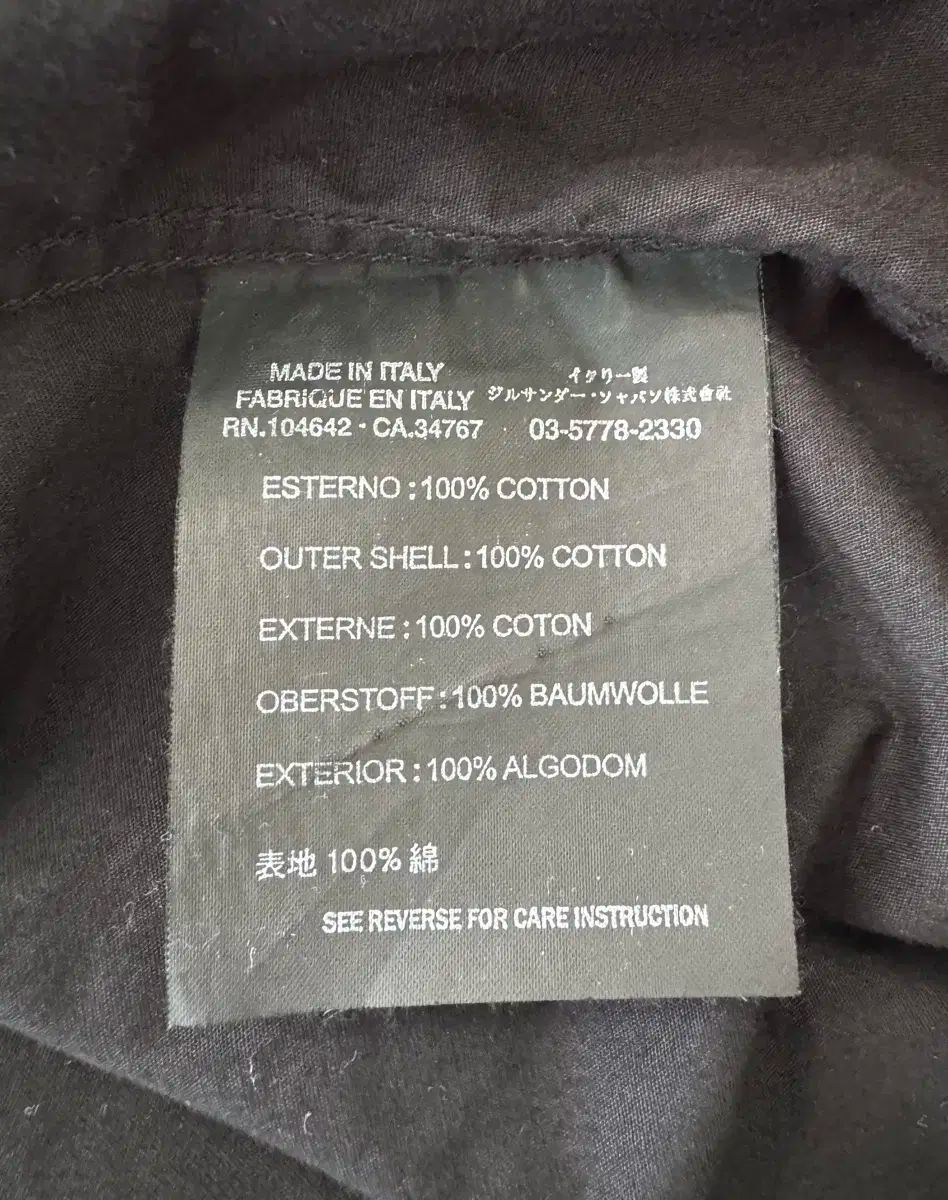 MADE IN ITALY
FABRIQUE EN ITALY
イタリー製
ジルサンダー・ジャパン株式會社
RN.104642・CA.34767
03-5778-2330
ESTERNO : 100% COTTON
OUTER SHELL : 100% COTTON
EXTERNE : 100% COTON
OBERSTOFF : 100% BAUMWOLLE
EXTERIOR : 100% ALGODOM
表地 100% 綿
SEE REVERSE FOR CARE INSTRUCTION